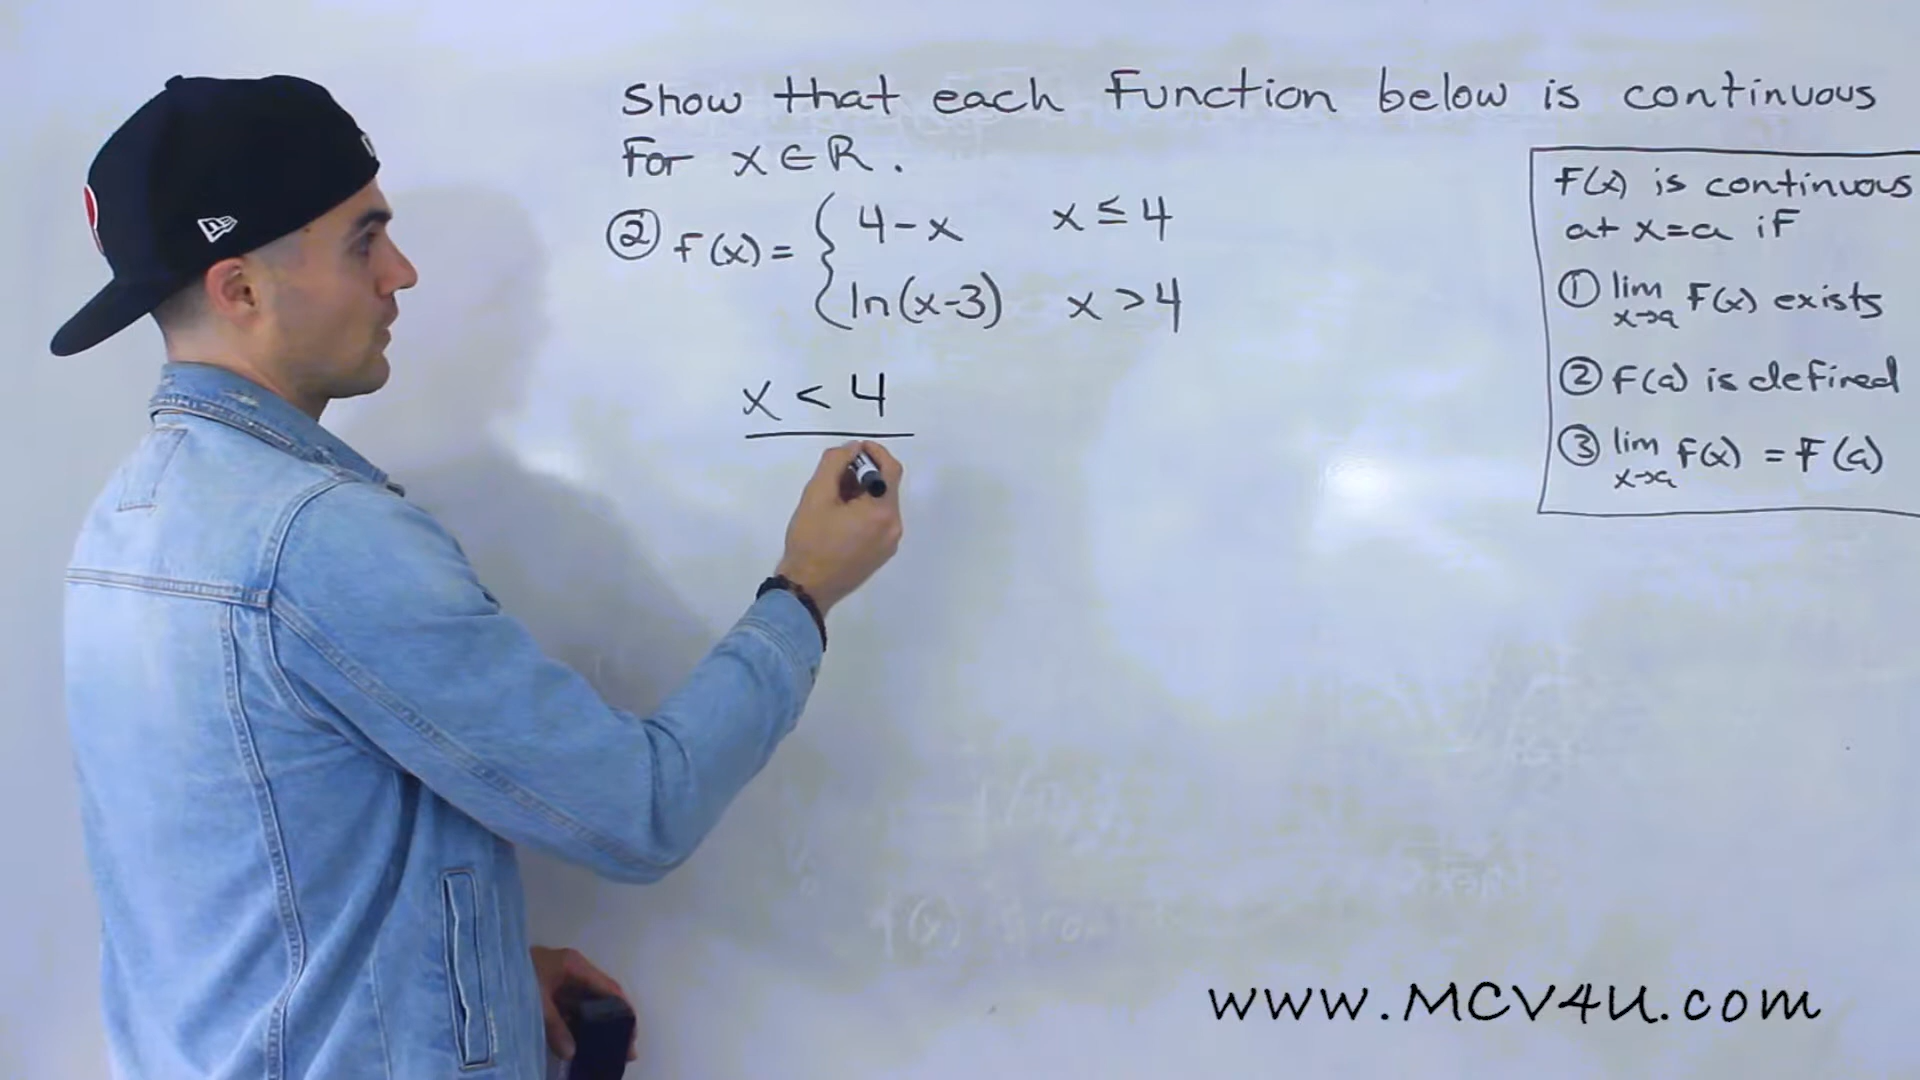 Show that each function below is continuous
for x∈R.
② f(x) = { 4-x x ≤ 4
ln(x-3) x > 4
x < 4
F(x) is continuous
at x=a if
① lim x→a F(x) exists
② F(a) is defined
③ lim x→a F(x) = F(a)
www.MCV4U.com